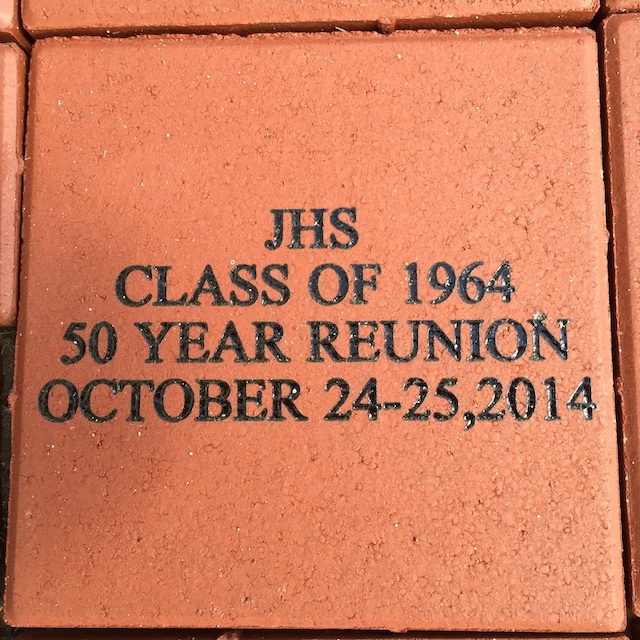 JHS
CLASS OF 1964
50 YEAR REUNION
OCTOBER 24-25,2014